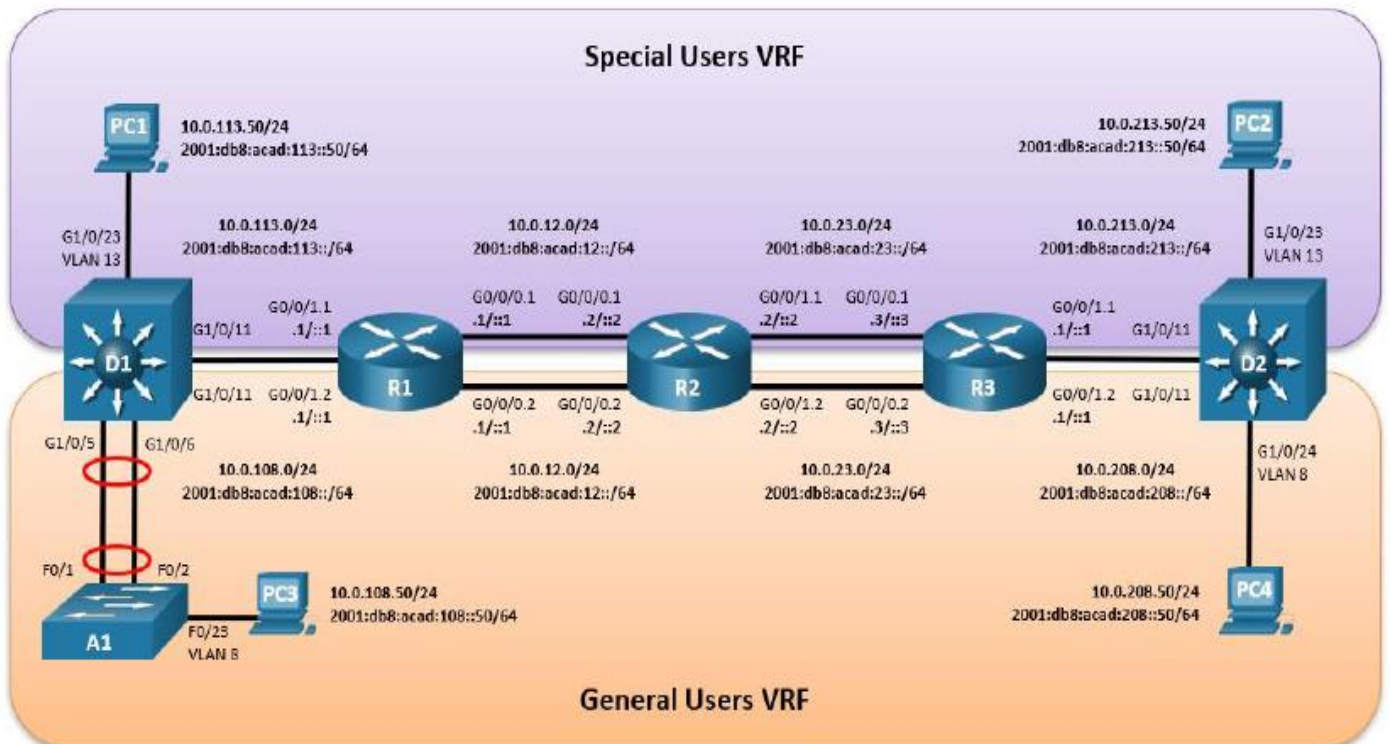 Special Users VRF
PC1
10.0.113.50/24
2001:db8:acad:113::50/64
10.0.213.50/24
2001:db8:acad:213::50/64
PC2
G1/0/23
VLAN 13
10.0.113.0/24
2001:db8:acad:113::/64
10.0.12.0/24
2001:db8:acad:12::/64
10.0.23.0/24
2001:db8:acad:23::/64
10.0.213.0/24
2001:db8:acad:213::/64
G1/0/23
VLAN 13
D1
G1/0/11
G0/0/1.1
.1/::1
R1
G0/0/0.1
.1/::1
G0/0/0.1
.2/::2
R2
G0/0/1.1
.2/::2
G0/0/0.1
.3/::3
R3
G0/0/1.1
.1/::1
G1/0/11
D2
G1/0/11
G0/0/1.2
.1/::1
G0/0/0.2
.1/::1
G0/0/0.2
.2/::2
G0/0/1.2
.2/::2
G0/0/0.2
.3/::3
G0/0/1.2
.1/::1
G1/0/11
G1/0/5
G1/0/6
10.0.108.0/24
2001:db8:acad:108::/64
10.0.12.0/24
2001:db8:acad:12::/64
10.0.23.0/24
2001:db8:acad:23::/64
10.0.208.0/24
2001:db8:acad:208::/64
G1/0/24
VLAN 8
F0/1
F0/2
A1
F0/23
VLAN 8
PC3
10.0.108.50/24
2001:db8:acad:108::50/64
10.0.208.50/24
2001:db8:acad:208::50/64
PC4
General Users VRF